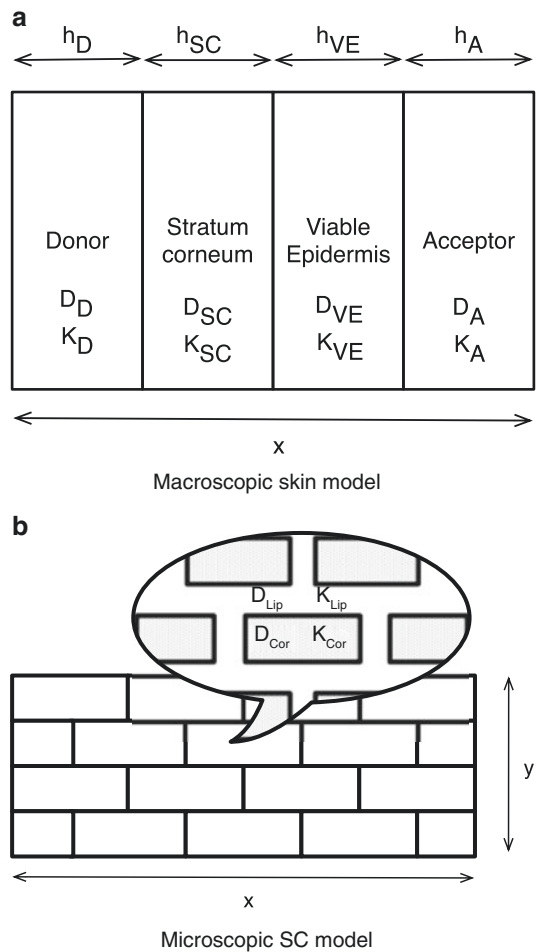 a
hD hSC hVE hA
Donor
Stratum
corneum
Viable
Epidermis
Acceptor
DD
KD
DSC
KSC
DVE
KVE
DA
KA
x
Macroscopic skin model
b
DLip KLip
DCor KCor
y
x
Microscopic SC model